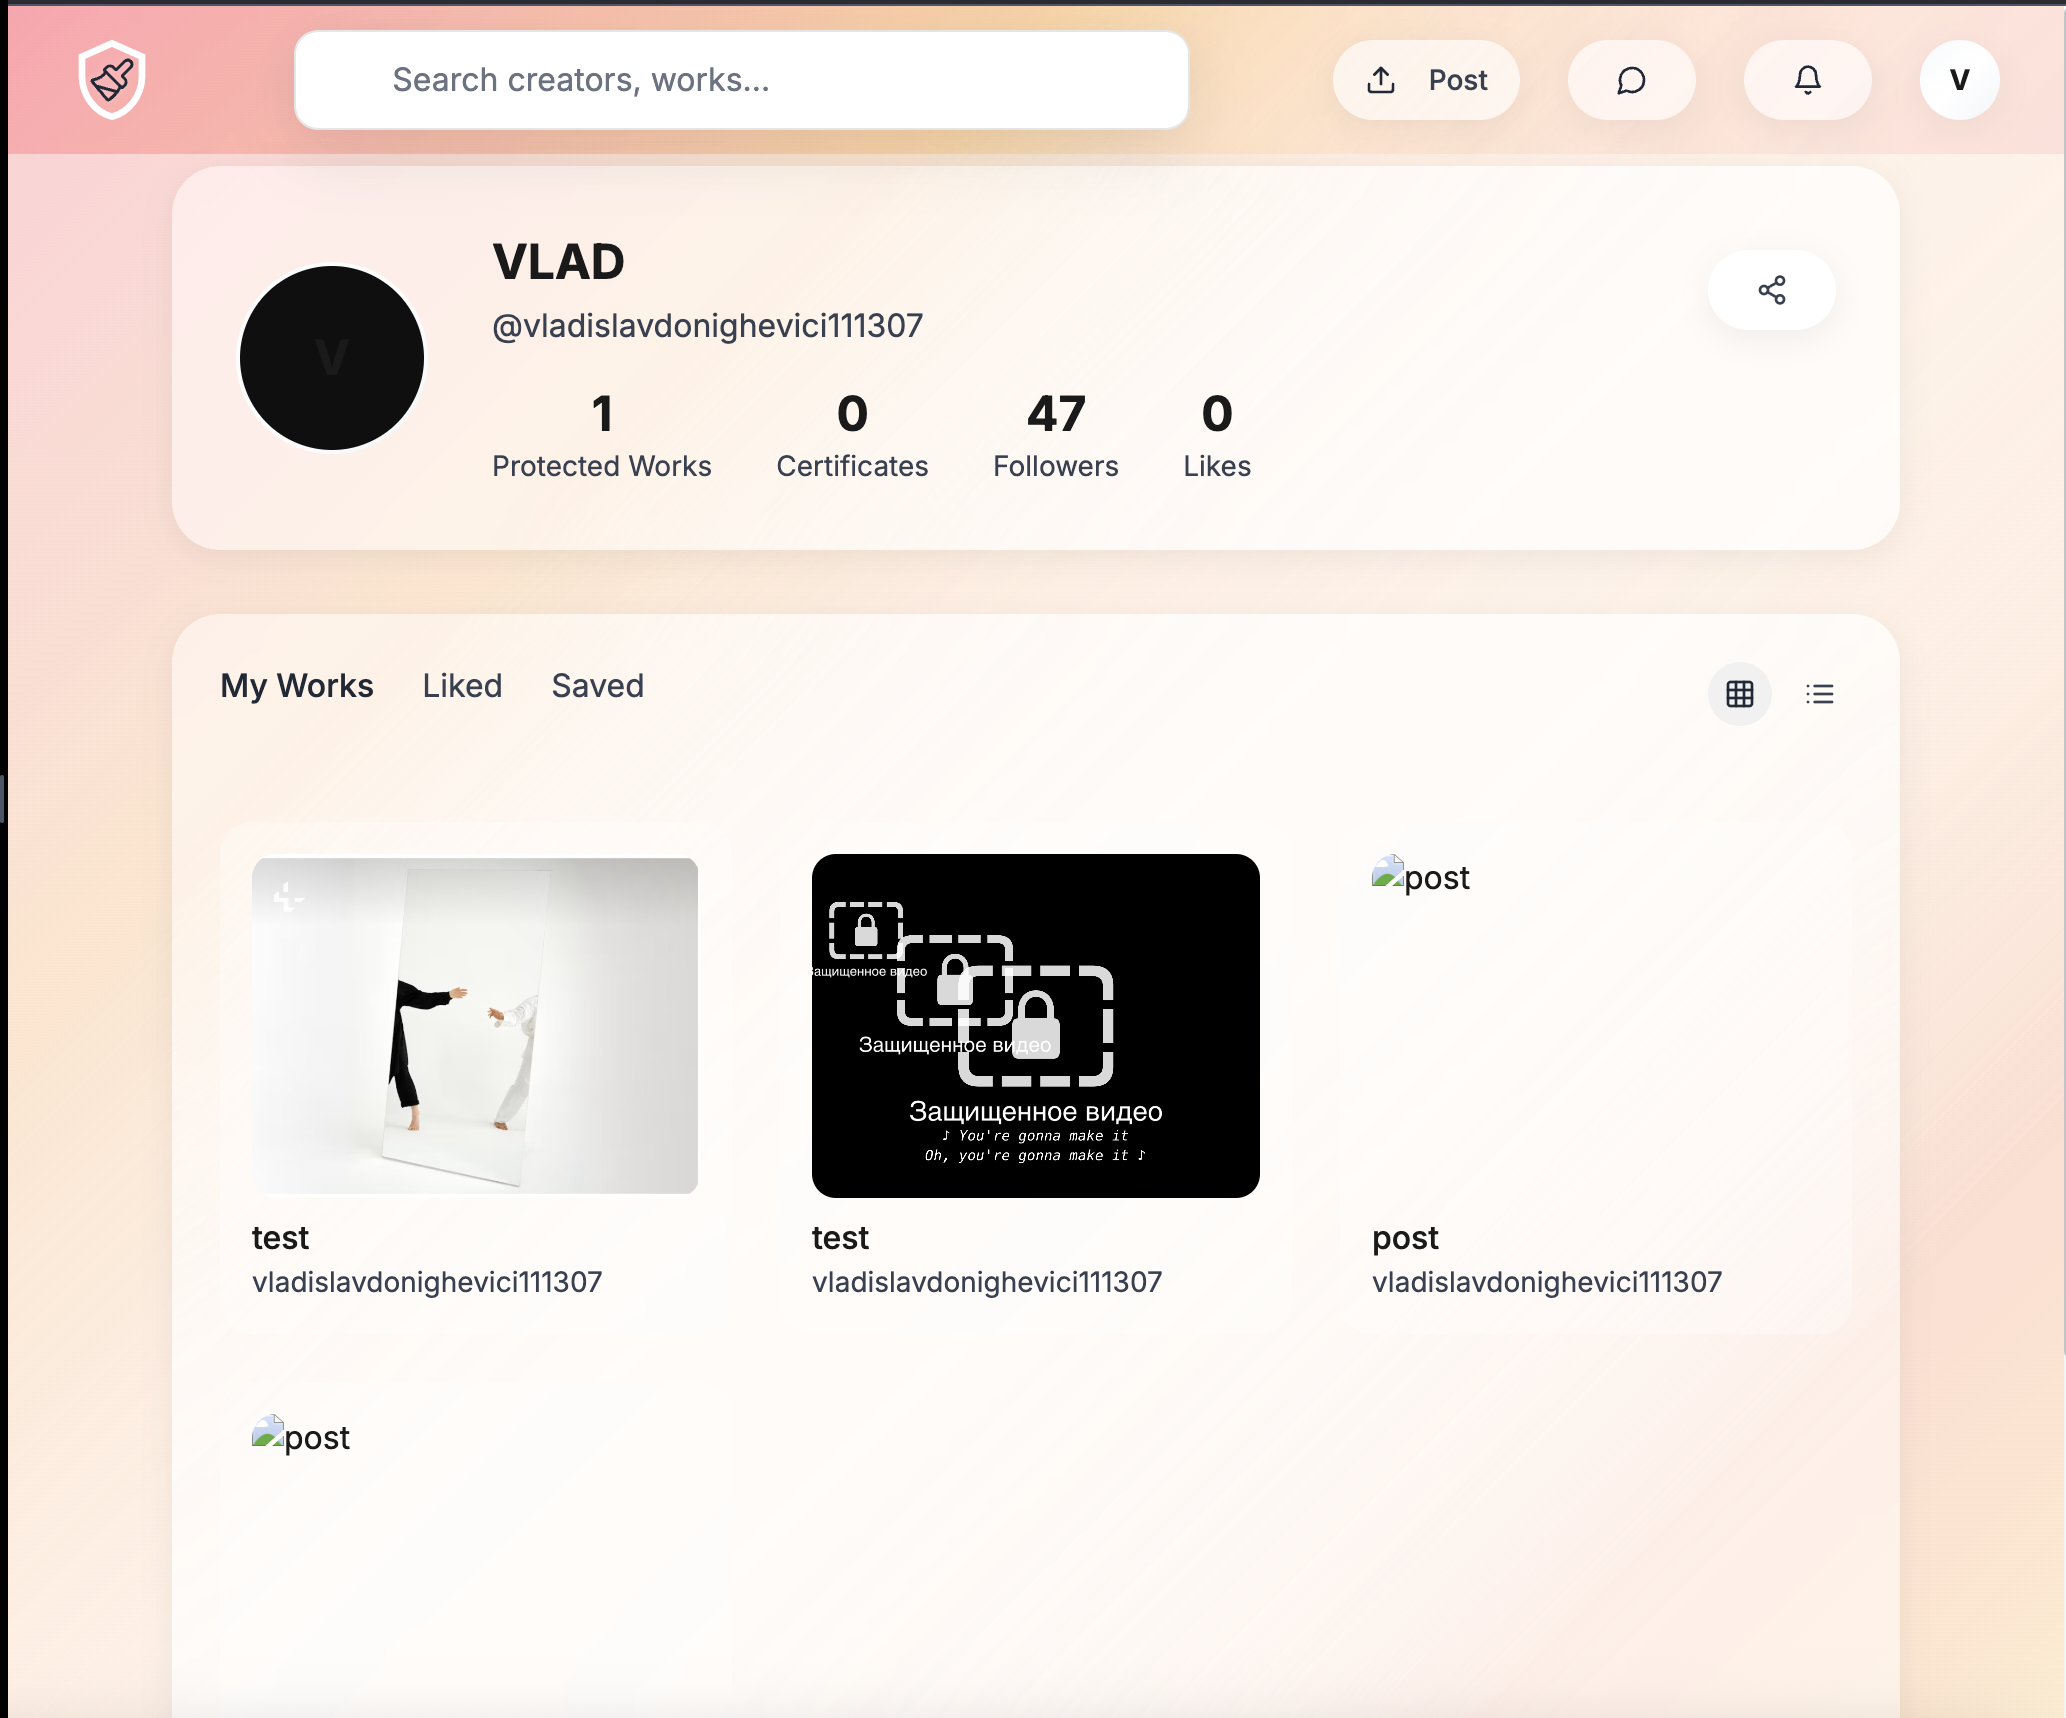 Search creators, works...
Post
V
VLAD
@vladislavdonighevici111307
V
1
Protected Works
0
Certificates
47
Followers
0
Likes
My Works
Liked
Saved
Защищенное видео
Защищенное видео
Защищенное видео
♪ You're gonna make it
Oh, you're gonna make it ♪
post
test
vladislavdonighevici111307
test
vladislavdonighevici111307
post
vladislavdonighevici111307
post